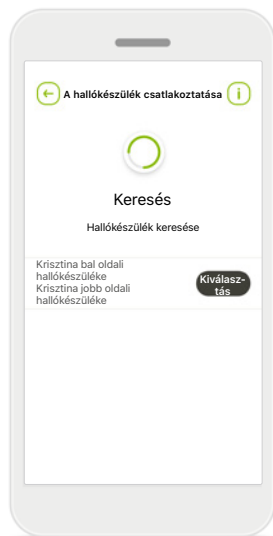 A hallókészülék csatlakoztatása
Keresés
Hallókészülék keresése
Krisztina bal oldali
hallókészüléke
Krisztina jobb oldali
hallókészüléke
Kiválasz-
tás